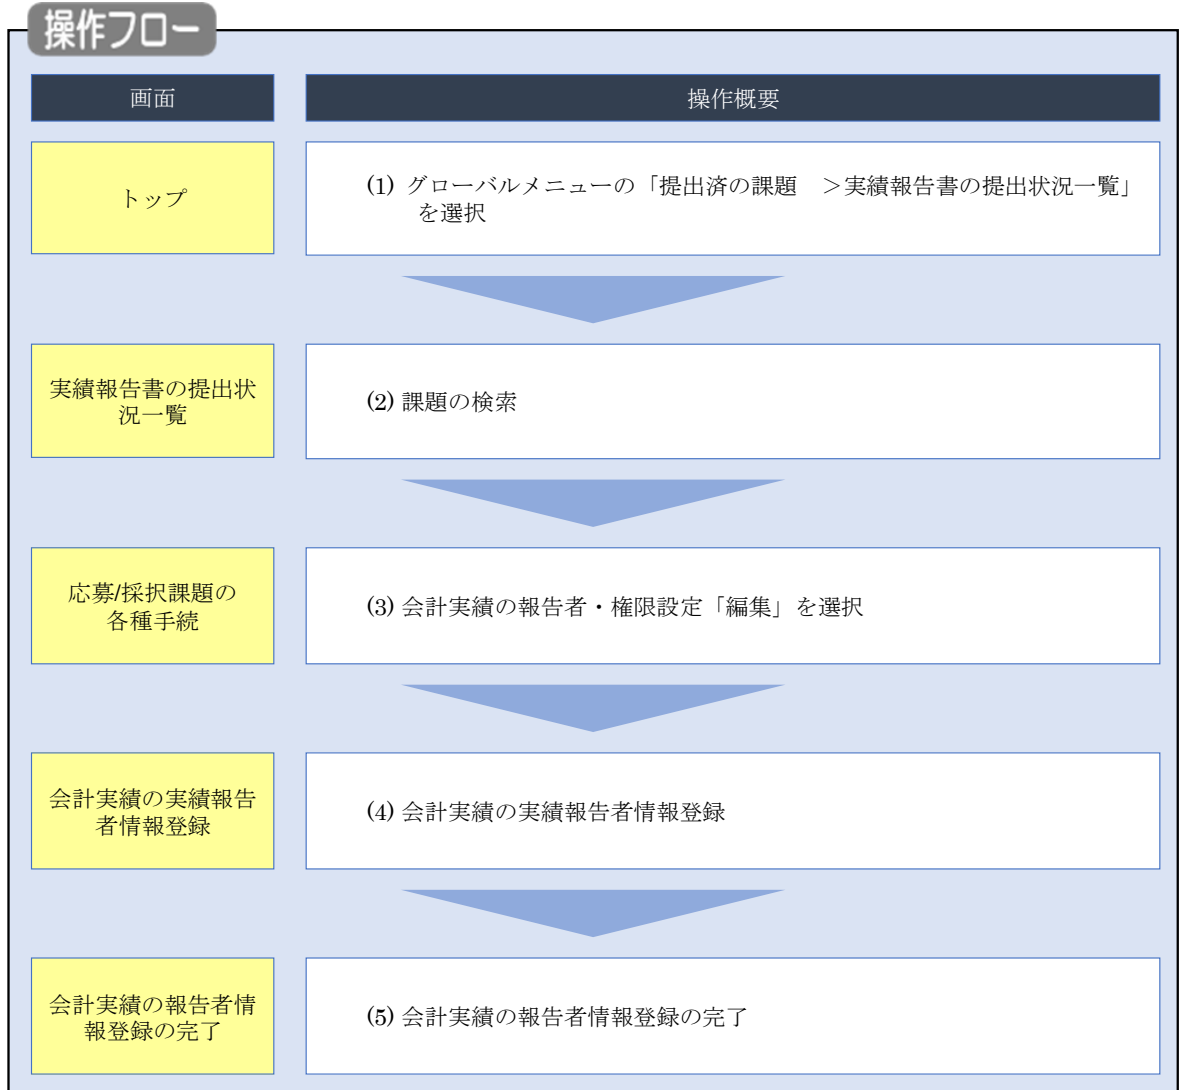 操作フロー
画面
操作概要
トップ
(1) グローバルメニューの「提出済の課題　＞実績報告書の提出状況一覧」
を選択
実績報告書の提出状
況一覧
(2) 課題の検索
応募/採択課題の
各種手続
(3) 会計実績の報告者・権限設定「編集」を選択
会計実績の実績報告
者情報登録
(4) 会計実績の実績報告者情報登録
会計実績の報告者情
報登録の完了
(5) 会計実績の報告者情報登録の完了